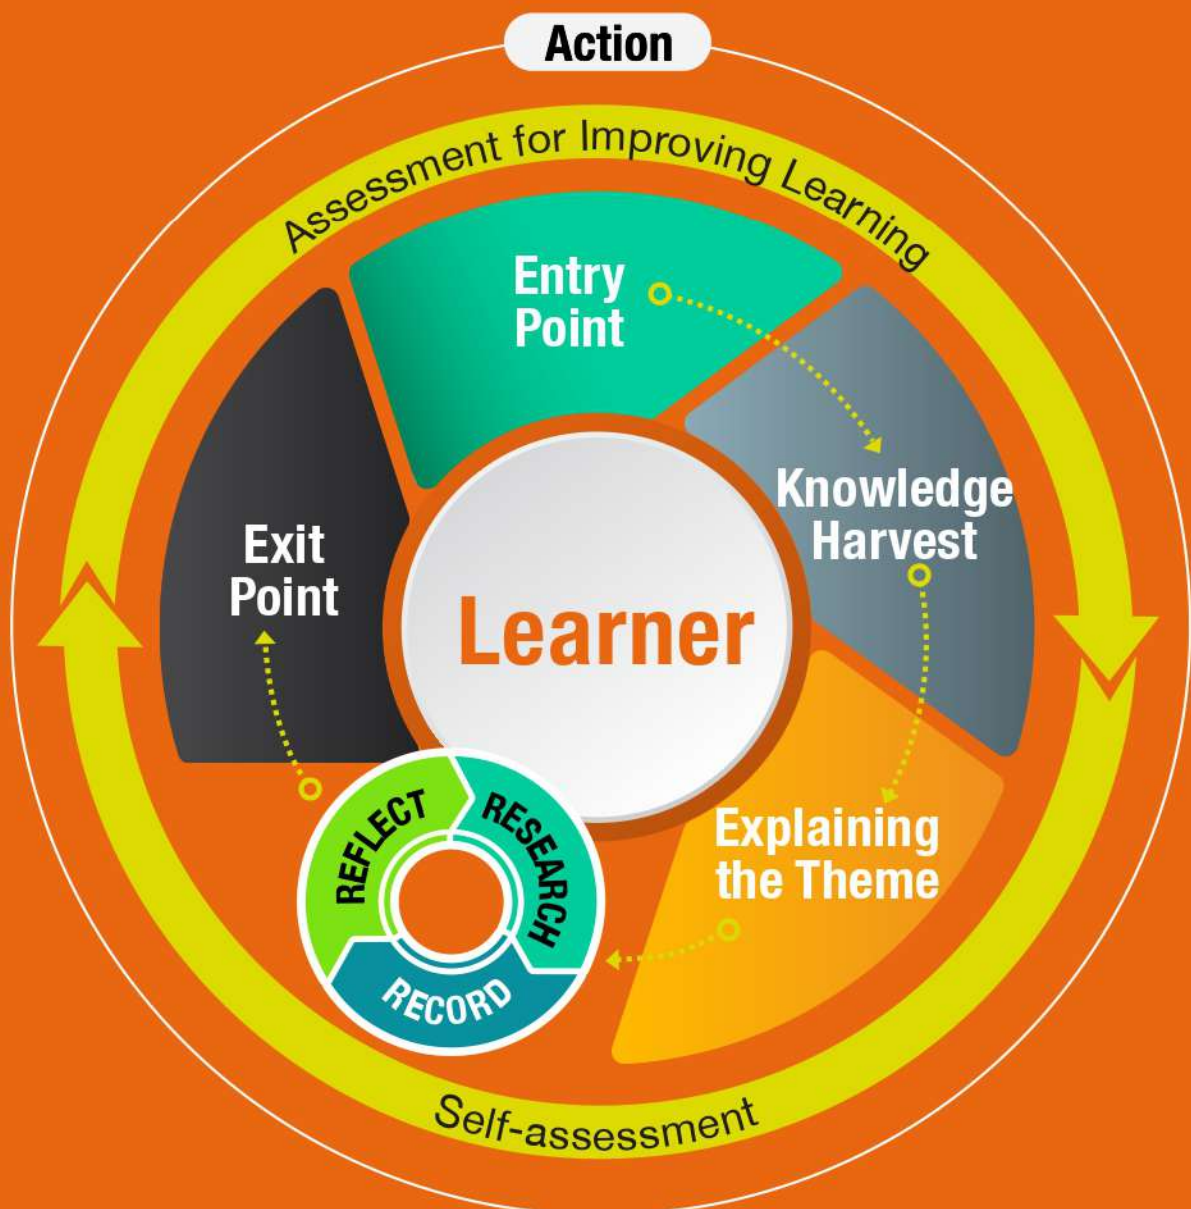 Action
Assessment for Improving Learning
Entry
Point
Knowledge
Harvest
Exit
Point
Learner
Explaining
the Theme
REFLECT
RESEARCH
RECORD
Self-assessment